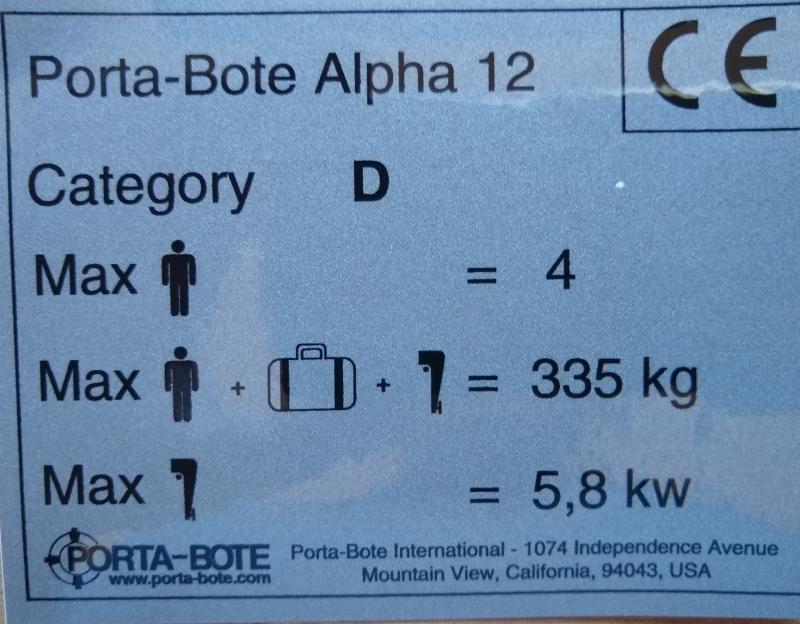 Porta-Bote Alpha 12
CE
Category D
Max = 4
Max + + = 335 kg
Max = 5,8 kw
PORTA-BOTE
www.porta-bote.com
Porta-Bote International - 1074 Independence Avenue
Mountain View, California, 94043, USA